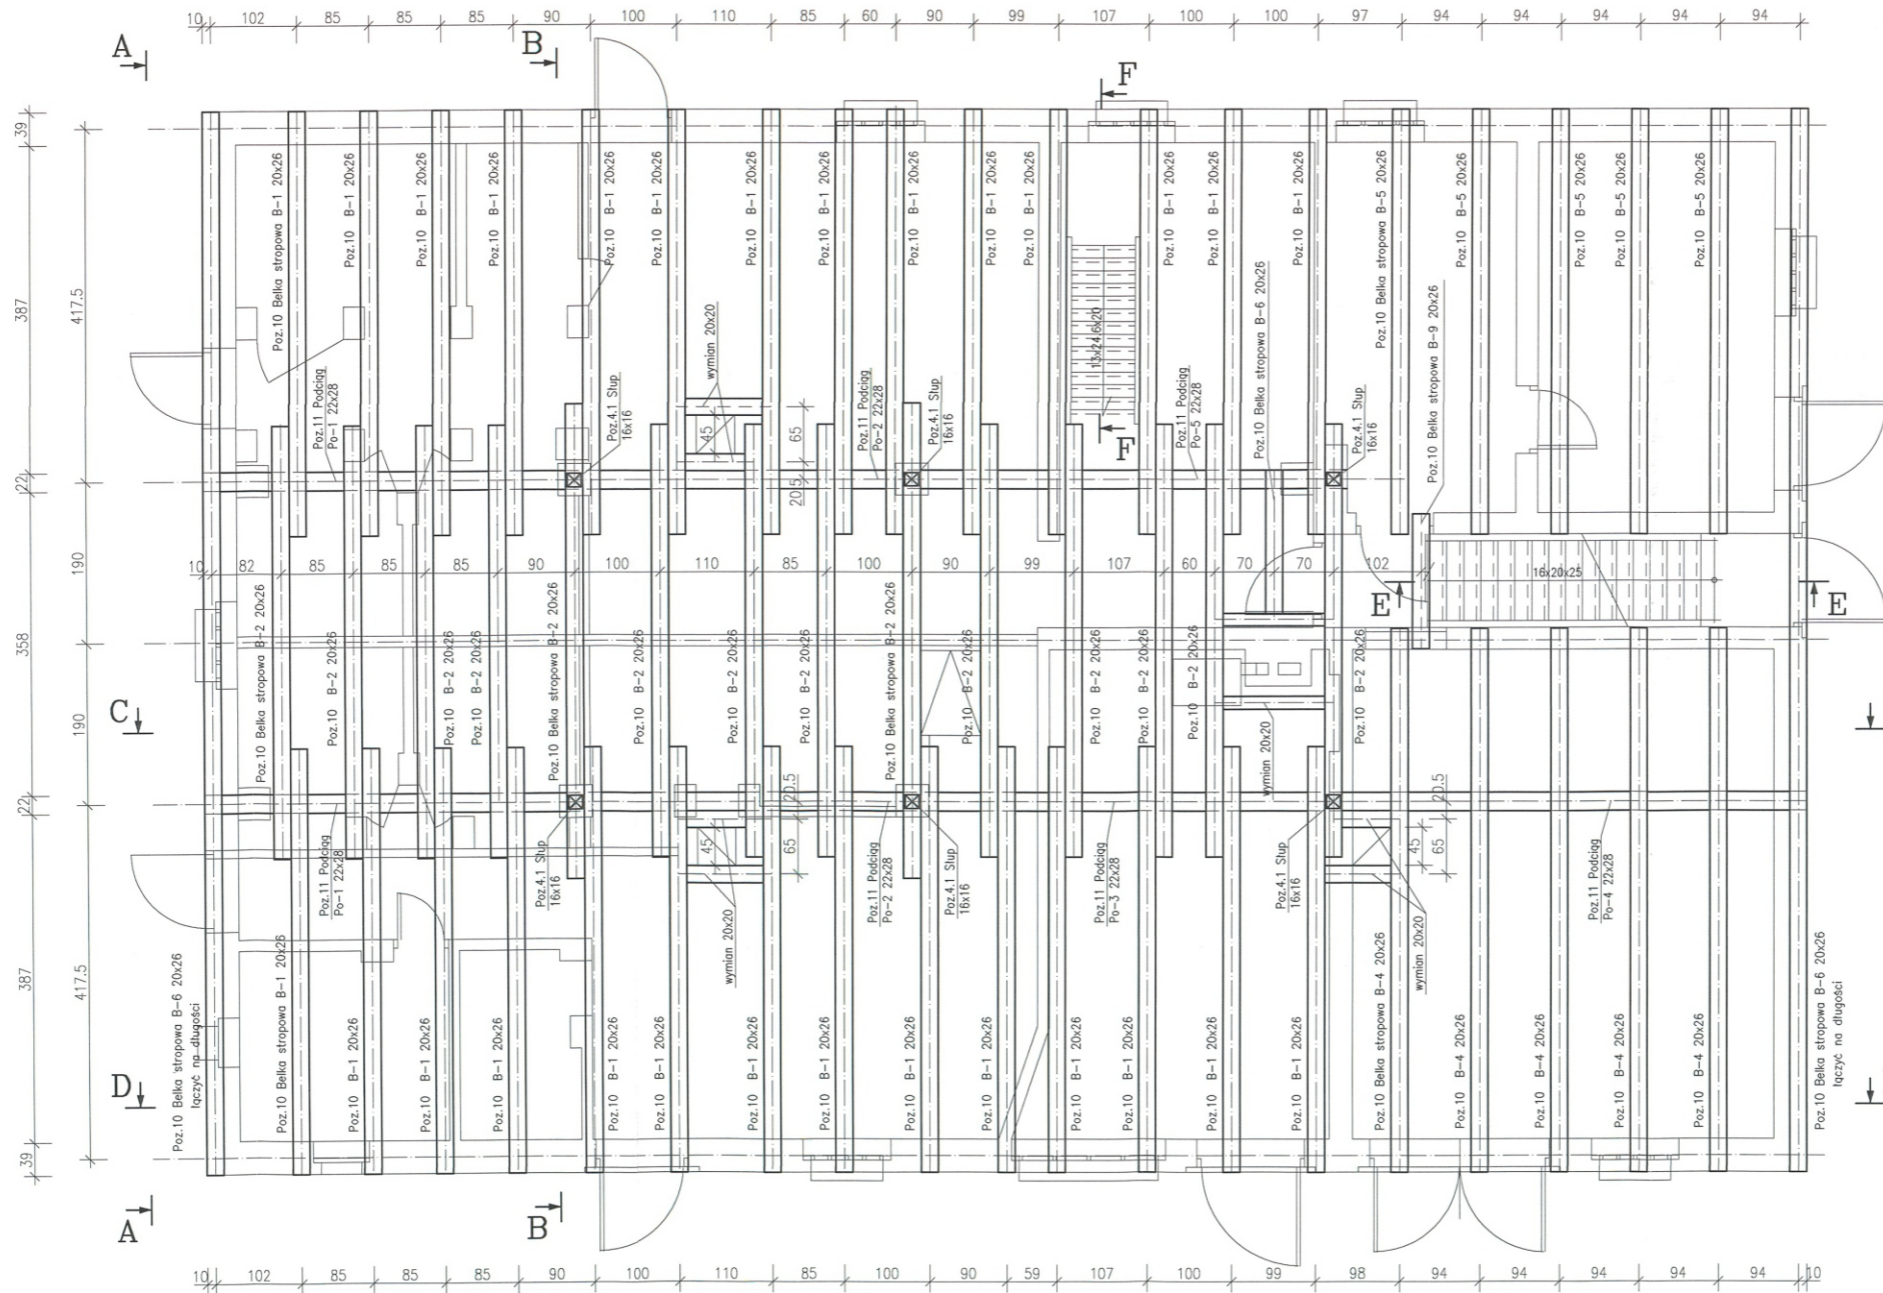 10 102 85 85 85 90 100 110 85 60 90 99 107 100 100 97 94 94 94 94 94 10
A
B
F
39
387
417.5
22
190
358
190
22
387
417.5
39
Poz.10 Belka stropowa B-1 20x26
Poz.10 B-1 20x26
Poz.10 B-1 20x26
Poz.10 B-1 20x26
Poz.10 B-1 20x26
Poz.10 B-1 20x26
Poz.10 B-1 20x26
Poz.10 B-1 20x26
Poz.10 B-1 20x26
Poz.10 B-1 20x26
Poz.10 B-1 20x26
Poz.10 B-1 20x26
Poz.10 B-1 20x26
Poz.10 B-1 20x26
Poz.10 Belka stropowa B-5 20x26
Poz.10 B-5 20x26
Poz.10 B-5 20x26
Poz.10 B-5 20x26
Poz.10 B-5 20x26
Poz.11 Podciąg
Po-1 22x28
Poz.4.1 Słup
16x16
wymian 20x20
45
65
20.5
Poz.11 Podciąg
Po-2 22x28
Poz.4.1 Słup
16x16
13x24,6x20
F
Poz.11 Podciąg
Po-5 22x28
Poz.10 Belka stropowa B-6 20x26
Poz.4.1 Słup
16x16
Poz.10 Belka stropowa B-9 20x26
10 82 85 85 85 90 100 110 85 100 90 99 107 60 70 70 102
16x20x25
E
E
Poz.10 Belka stropowa B-2 20x26
Poz.10 B-2 20x26
Poz.10 B-2 20x26
Poz.10 B-2 20x26
Poz.10 Belka stropowa B-2 20x26
Poz.10 B-2 20x26
Poz.10 B-2 20x26
Poz.10 B-2 20x26
Poz.10 Belka stropowa B-2 20x26
Poz.10 B-2 20x26
Poz.10 B-2 20x26
Poz.10 B-2 20x26
Poz.10 B-2 20x26
Poz.10 B-2 20x26
wymian 20x20
C
Poz.11 Podciąg
Po-1 22x28
Poz.4.1 Słup
16x16
45
65
20.5
wymian 20x20
Poz.11 Podciąg
Po-2 22x28
Poz.4.1 Słup
16x16
Poz.11 Podciąg
Po-3 22x28
Poz.4.1 Słup
16x16
45
65
20.5
wymian 20x20
Poz.11 Podciąg
Po-4 22x28
D
Poz.10 Belka stropowa B-6 20x26
łączyć na długości
Poz.10 Belka stropowa B-1 20x26
Poz.10 B-1 20x26
Poz.10 B-1 20x26
Poz.10 B-1 20x26
Poz.10 B-1 20x26
Poz.10 B-1 20x26
Poz.10 B-1 20x26
Poz.10 B-1 20x26
Poz.10 B-1 20x26
Poz.10 B-1 20x26
Poz.10 B-1 20x26
Poz.10 B-1 20x26
Poz.10 B-1 20x26
Poz.10 B-1 20x26
Poz.10 Belka stropowa B-4 20x26
Poz.10 B-4 20x26
Poz.10 B-4 20x26
Poz.10 B-4 20x26
Poz.10 B-4 20x26
Poz.10 Belka stropowa B-6 20x26
łączyć na długości
A
B
10 102 85 85 85 90 100 110 85 100 90 59 107 100 99 98 94 94 94 94 94 10